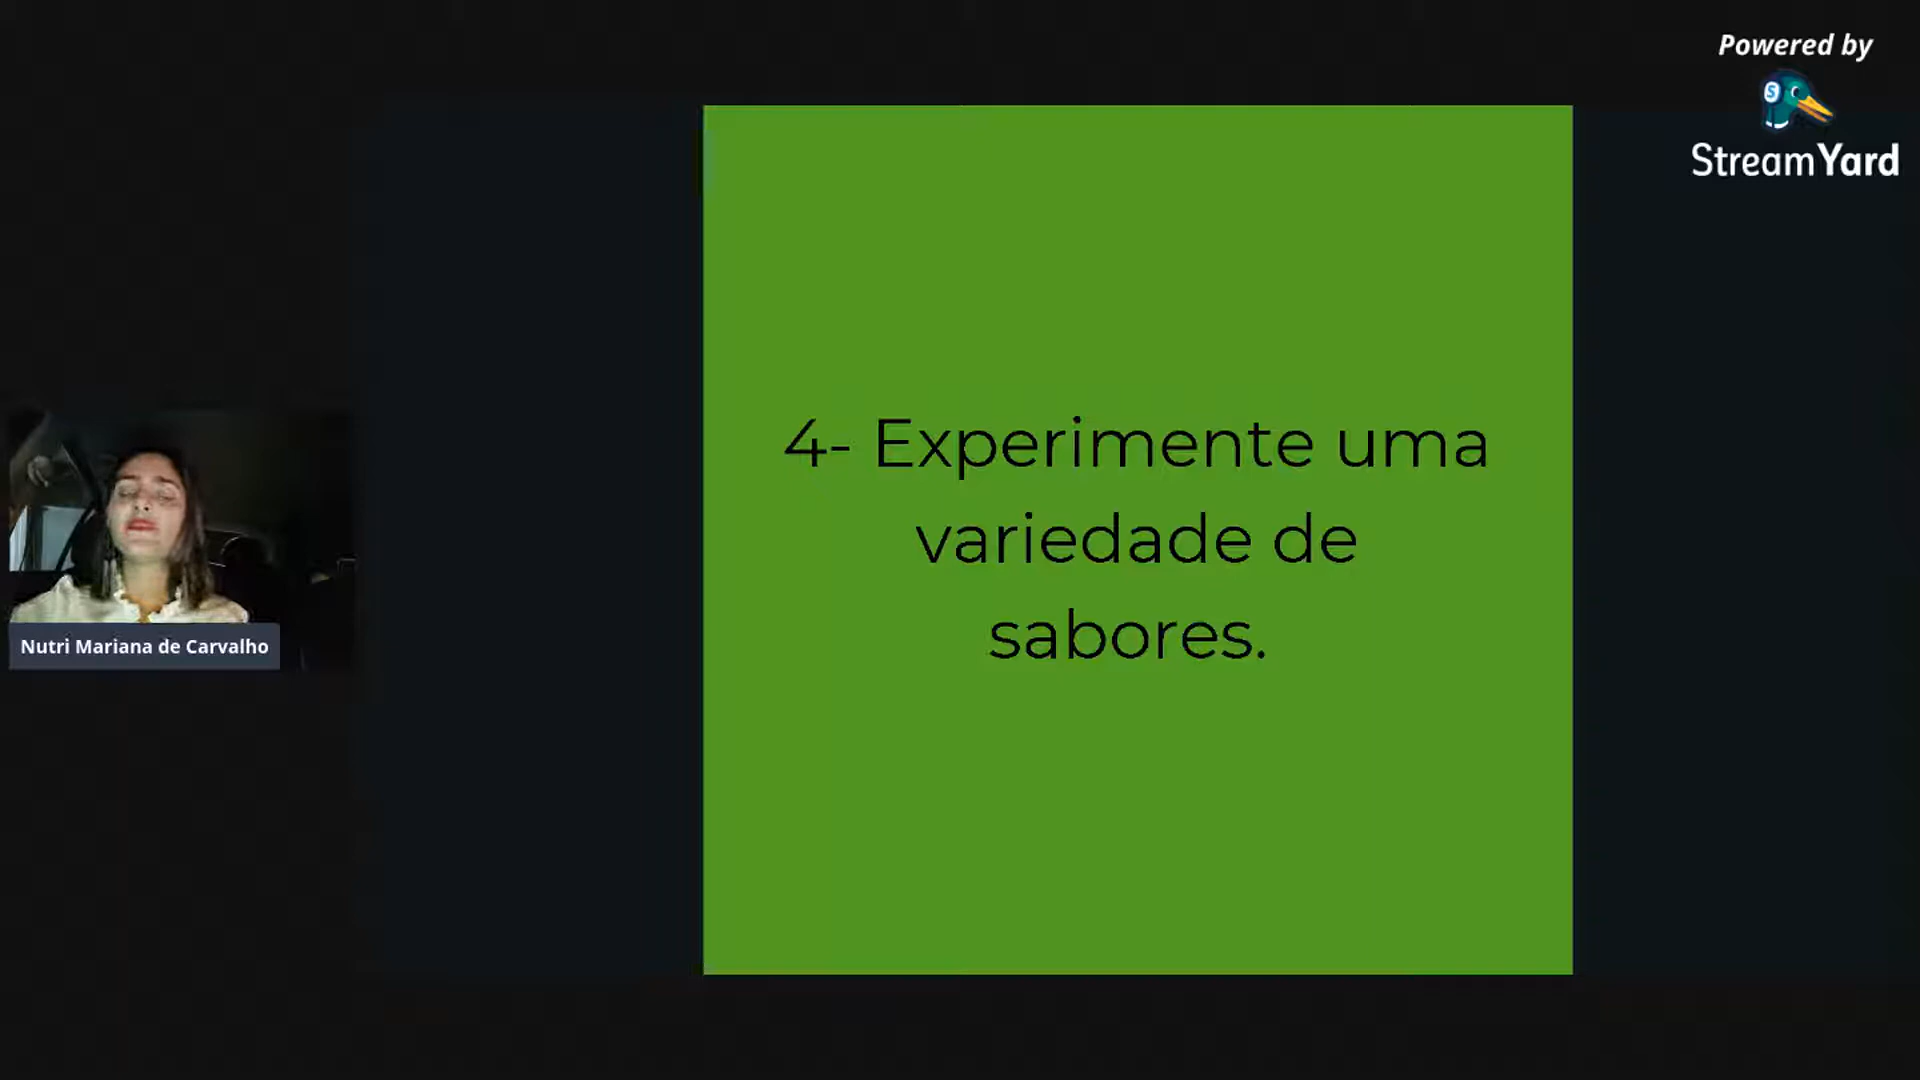 Powered by
StreamYard
4- Experimente uma
variedade de
sabores.
Nutri Mariana de Carvalho